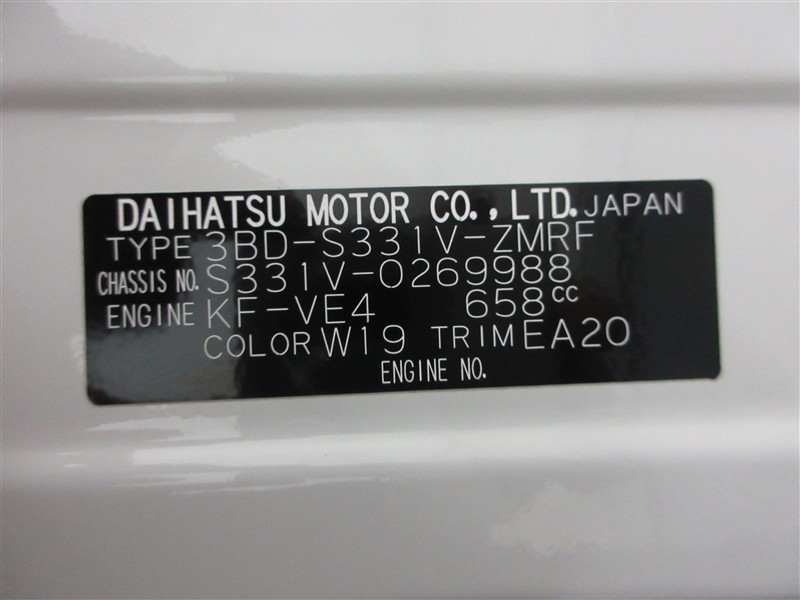 DAIHATSU MOTOR CO., LTD. JAPAN
TYPE 3BD-S331V-ZMRF
CHASSIS NO. S331V-0269988
ENGINE KF-VE4 658cc
COLOR W19 TRIM EA20
ENGINE NO.